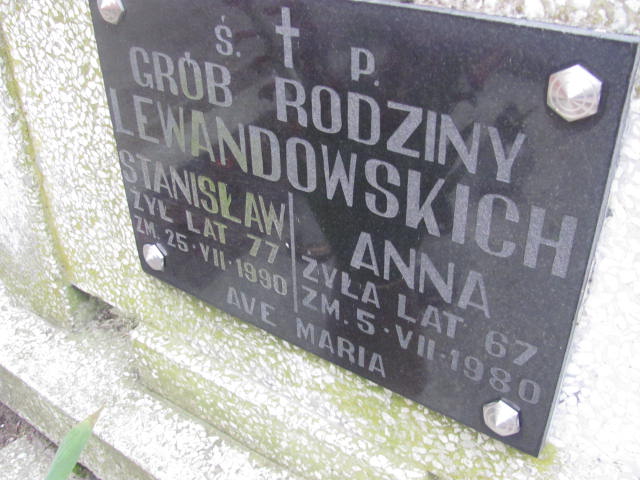 Ś. † P.
GRÓB RODZINY
LEWANDOWSKICH
STANISŁAW
ŻYŁ LAT 77
ZM. 25·VII·1990
ANNA
ŻYŁA LAT 67
ZM. 5·VII·1980
AVE MARIA